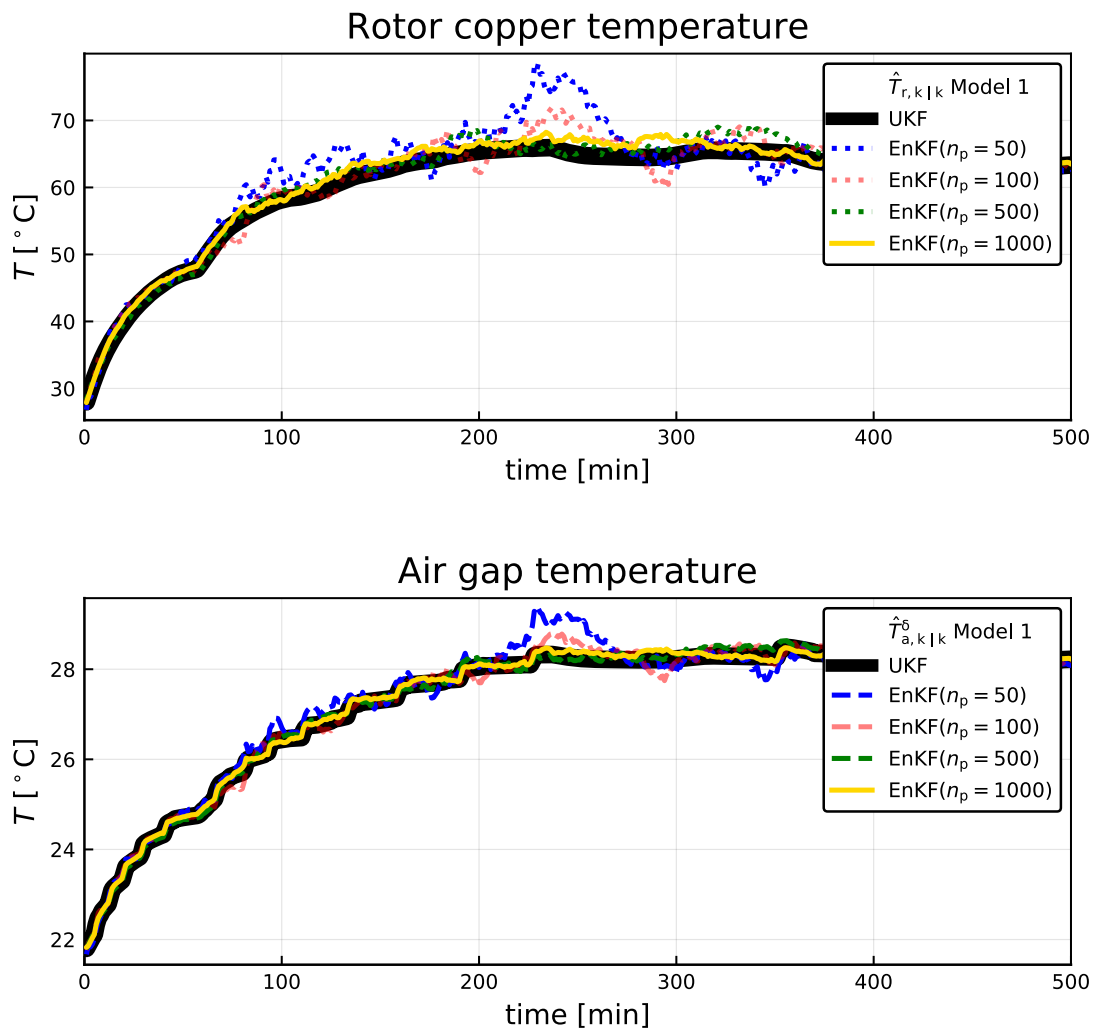 Rotor copper temperature
T [°C]
70
60
50
40
30
0
100
200
300
400
500
time [min]
T̂r,k|k Model 1
UKF
EnKF(np = 50)
EnKF(np = 100)
EnKF(np = 500)
EnKF(np = 1000)
Air gap temperature
T [°C]
28
26
24
22
0
100
200
300
400
500
time [min]
T̂δa,k|k Model 1
UKF
EnKF(np = 50)
EnKF(np = 100)
EnKF(np = 500)
EnKF(np = 1000)